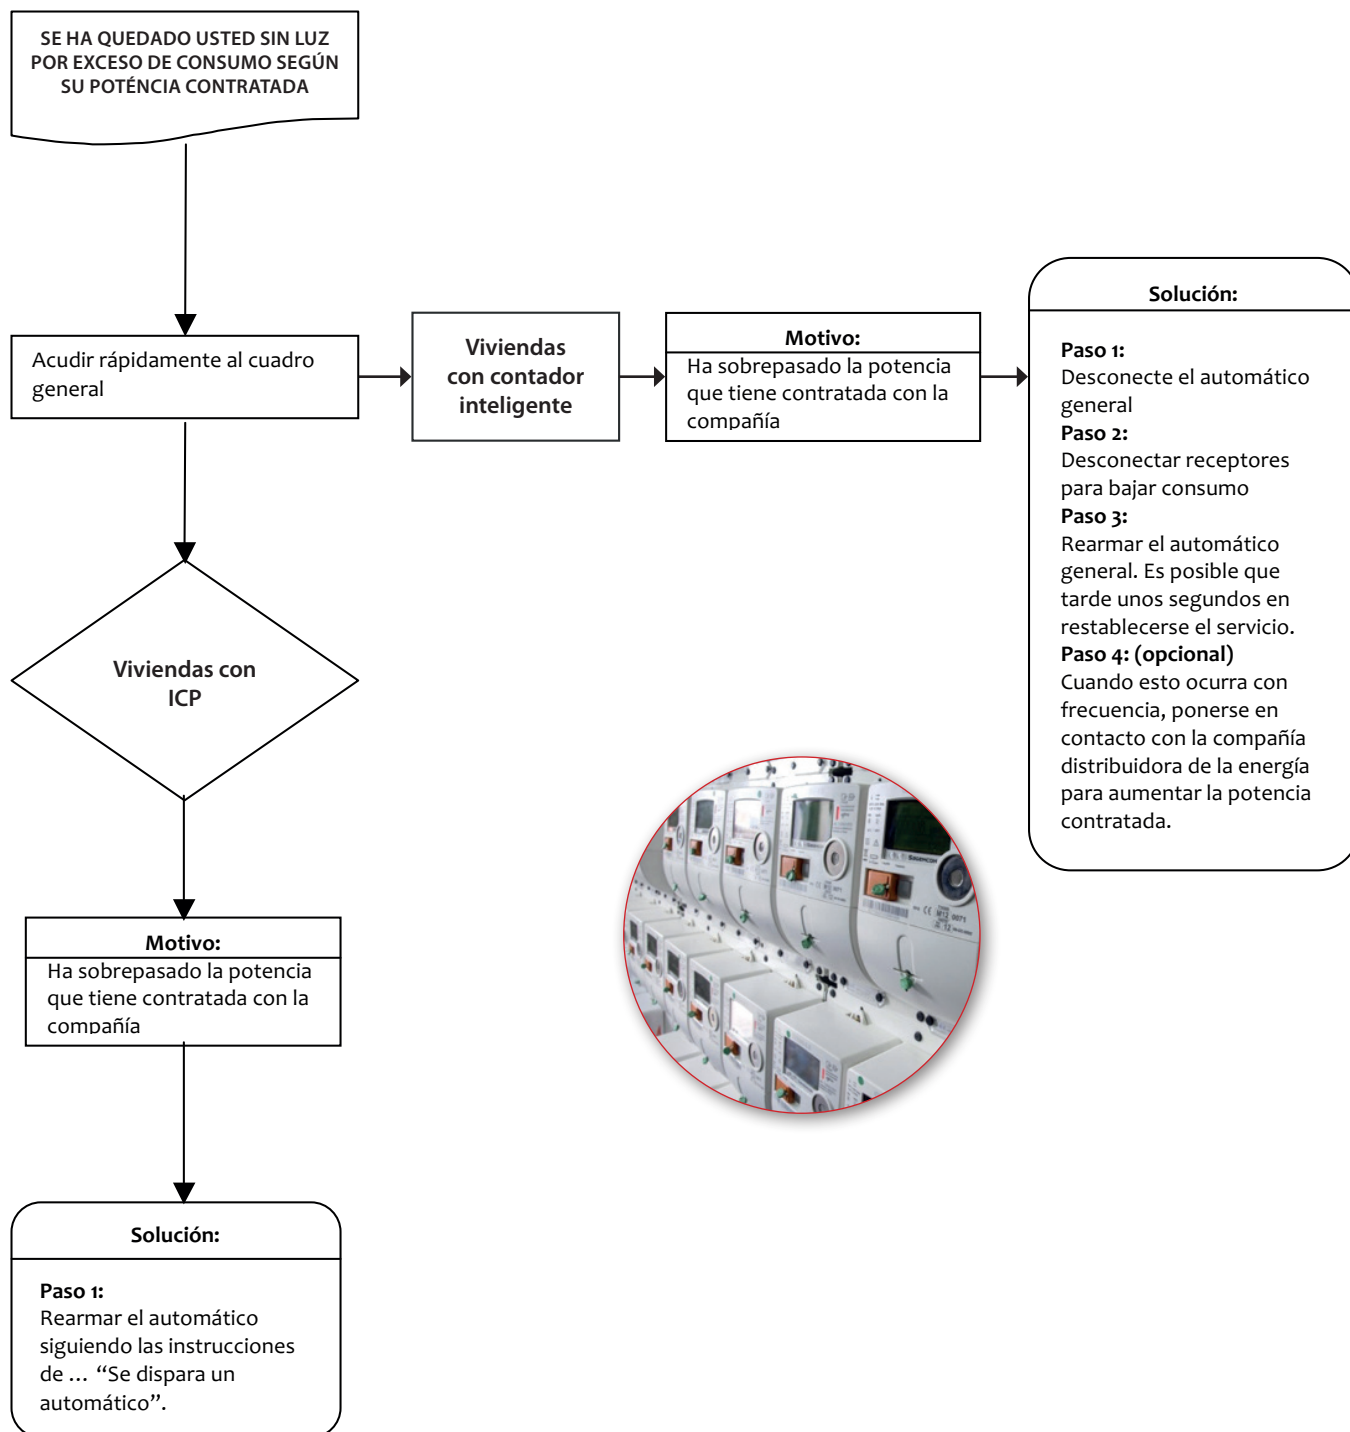 SE HA QUEDADO USTED SIN LUZ
POR EXCESO DE CONSUMO SEGÚN
SU POTÉNCIA CONTRATADA
Acudir rápidamente al cuadro
general
Viviendas
con contador
inteligente
Motivo:
Ha sobrepasado la potencia
que tiene contratada con la
compañía
Solución:
Paso 1:
Desconecte el automático
general
Paso 2:
Desconectar receptores
para bajar consumo
Paso 3:
Rearmar el automático
general. Es posible que
tarde unos segundos en
restablecerse el servicio.
Paso 4: (opcional)
Cuando esto ocurra con
frecuencia, ponerse en
contacto con la compañía
distribuidora de la energía
para aumentar la potencia
contratada.
Viviendas con
ICP
Motivo:
Ha sobrepasado la potencia
que tiene contratada con la
compañía
Solución:
Paso 1:
Rearmar el automático
siguiendo las instrucciones
de ... “Se dispara un
automático”.
SAGEMCOM
CE M12 0071